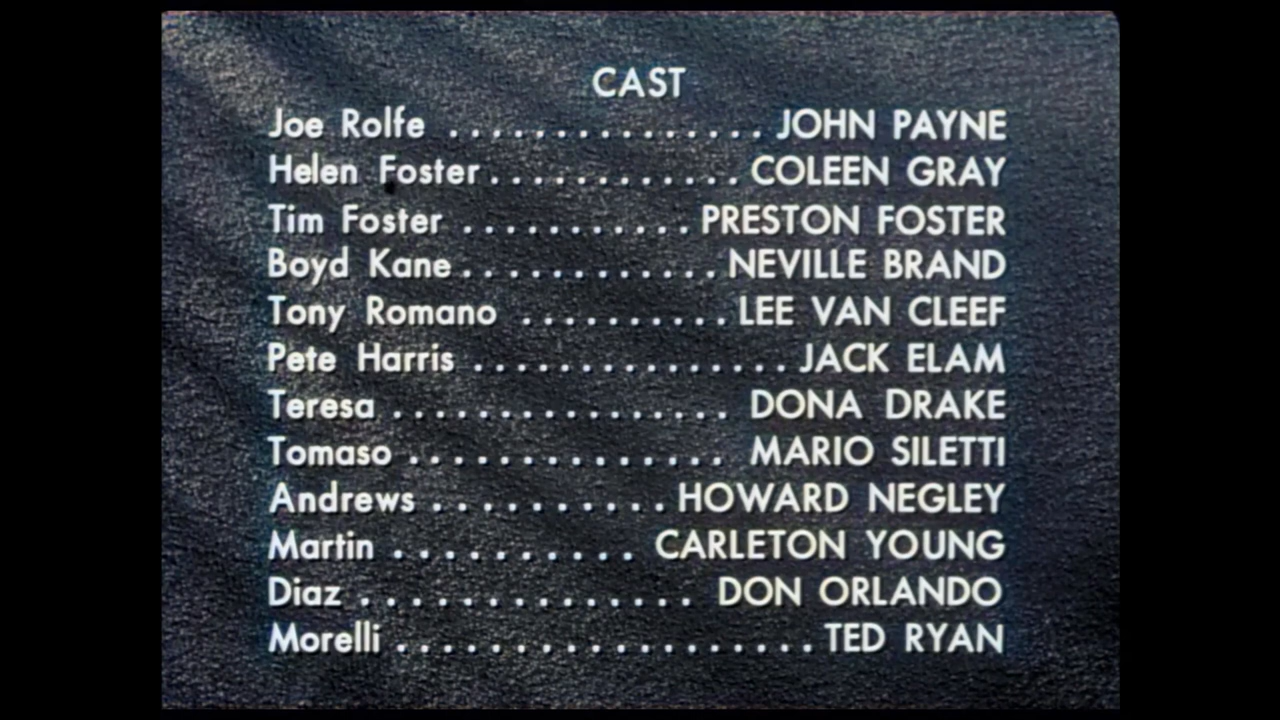 CAST
Joe Rolfe ............... JOHN PAYNE
Helen Foster ............ COLEEN GRAY
Tim Foster ........... PRESTON FOSTER
Boyd Kane ............ NEVILLE BRAND
Tony Romano .......... LEE VAN CLEEF
Pete Harris ............... JACK ELAM
Teresa ................ DONA DRAKE
Tomaso .............. MARIO SILETTI
Andrews ........... HOWARD NEGLEY
Martin ........... CARLETON YOUNG
Diaz .............. DON ORLANDO
Morelli ................... TED RYAN